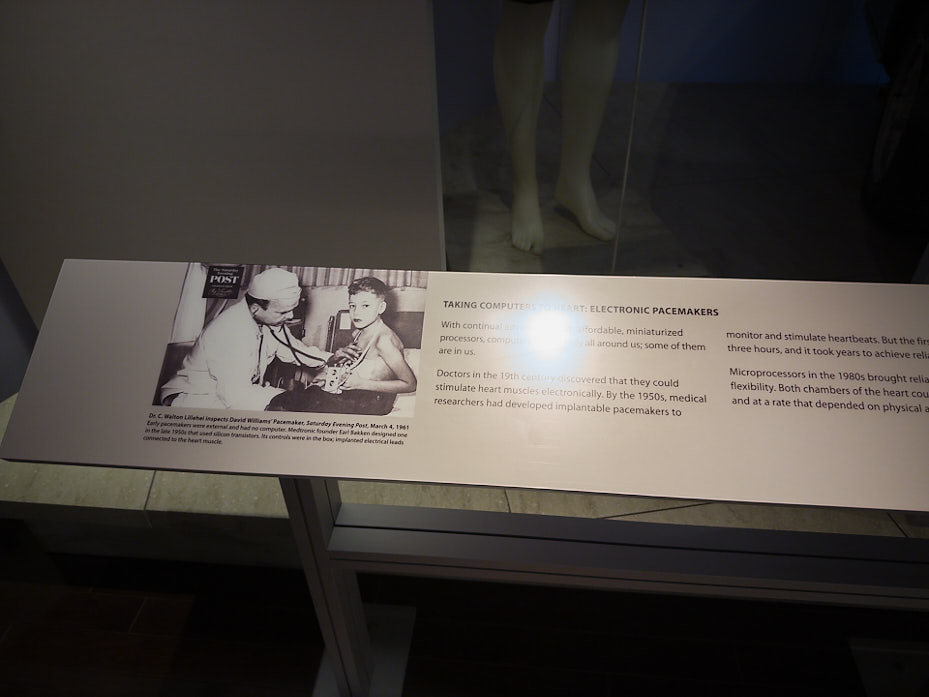 The Saturday
Evening
POST
TAKING COMPUTERS TO HEART: ELECTRONIC PACEMAKERS
With continual affordable, miniaturized
processors, all around us; some of them
are in us.
Doctors in the 19th century discovered that they could
stimulate heart muscles electronically. By the 1950s, medical
researchers had developed implantable pacemakers to
monitor and stimulate heartbeats. But the
three hours, and it took years to achieve
Microprocessors in the 1980s brought
flexibility. Both chambers of the heart
and at a rate that depended on physical
Dr. C. Walton Lillehei inspects David Williams' Pacemaker, Saturday Evening Post, March 4, 1961
Early pacemakers were external and had no computer. Medtronic founder Earl Bakken designed one
in the late 1950s that used silicon transistors. Its controls were in the box; implanted electrical leads
connected to the heart muscle.